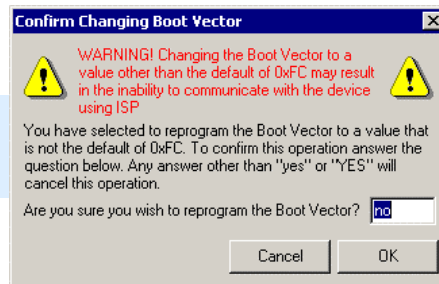 Confirm Changing Boot Vector
WARNING! Changing the Boot Vector to a
value other than the default of 0xFC may result
in the inability to communicate with the device
using ISP
You have selected to reprogram the Boot Vector to a value that
is not the default of 0xFC. To confirm this operation answer the
question below. Any answer other than "yes" or "YES" will
cancel this operation.
Are you sure you wish to reprogram the Boot Vector? no
Cancel OK